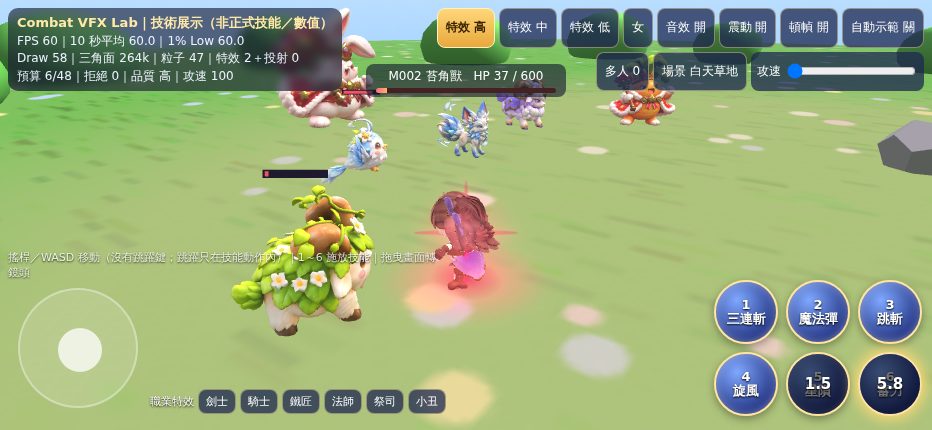 Combat VFX Lab｜技術展示（非正式技能／數值）
FPS 60｜10 秒平均 60.0｜1% Low 60.0
Draw 58｜三角面 264k｜粒子 47｜特效 2＋投射 0
預算 6/48｜拒絕 0｜品質 高｜攻速 100
特效 高
特效 中
特效 低
女
音效 開
震動 開
頓幀 開
自動示範 關
M002 苔角獸　HP 37 / 600
多人 0
場景 白天草地
攻速
搖桿／WASD 移動（沒有跳躍鍵；跳躍只在技能動作內）｜1～6 施放技能｜拖曳畫面轉
鏡頭
1
三連斬
2
魔法彈
3
跳斬
4
旋風
5
1.5
星隕
6
5.8
蓄力
職業特效
劍士
騎士
鐵匠
法師
祭司
小丑